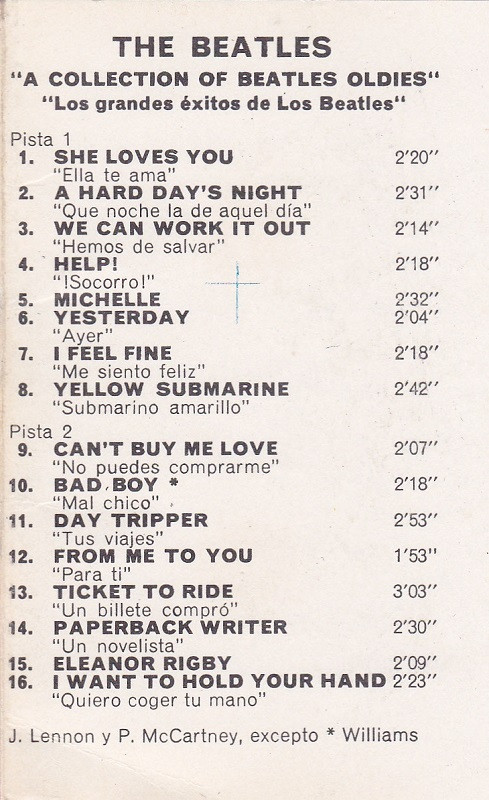 THE BEATLES
"A COLLECTION OF BEATLES OLDIES"
"Los grandes éxitos de Los Beatles"
Pista 1
1. SHE LOVES YOU 2'20''
"Ella te ama"
2. A HARD DAY'S NIGHT 2'31''
"Que noche la de aquel día"
3. WE CAN WORK IT OUT 2'14''
"Hemos de salvar"
4. HELP! 2'18''
"!Socorro!"
5. MICHELLE 2'32''
6. YESTERDAY 2'04''
"Ayer"
7. I FEEL FINE 2'18''
"Me siento feliz"
8. YELLOW SUBMARINE 2'42''
"Submarino amarillo"
Pista 2
9. CAN'T BUY ME LOVE 2'07''
"No puedes comprarme"
10. BAD BOY * 2'18''
"Mal chico"
11. DAY TRIPPER 2'53''
"Tus viajes"
12. FROM ME TO YOU 1'53"
"Para ti"
13. TICKET TO RIDE 3'03''
"Un billete compró"
14. PAPERBACK WRITER 2'30''
"Un novelista"
15. ELEANOR RIGBY 2'09''
16. I WANT TO HOLD YOUR HAND 2'23''
"Quiero coger tu mano"
J. Lennon y P. McCartney, excepto * Williams